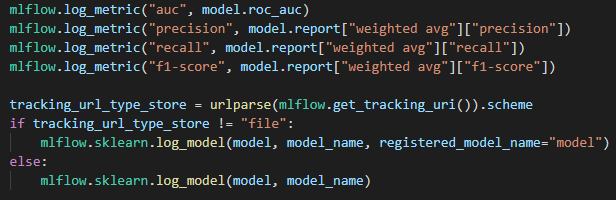 mlflow.log_metric("auc", model.roc_auc)
mlflow.log_metric("precision", model.report["weighted avg"]["precision"])
mlflow.log_metric("recall", model.report["weighted avg"]["recall"])
mlflow.log_metric("f1-score", model.report["weighted avg"]["f1-score"])

tracking_url_type_store = urlparse(mlflow.get_tracking_uri()).scheme
if tracking_url_type_store != "file":
    mlflow.sklearn.log_model(model, model_name, registered_model_name="model")
else:
    mlflow.sklearn.log_model(model, model_name)